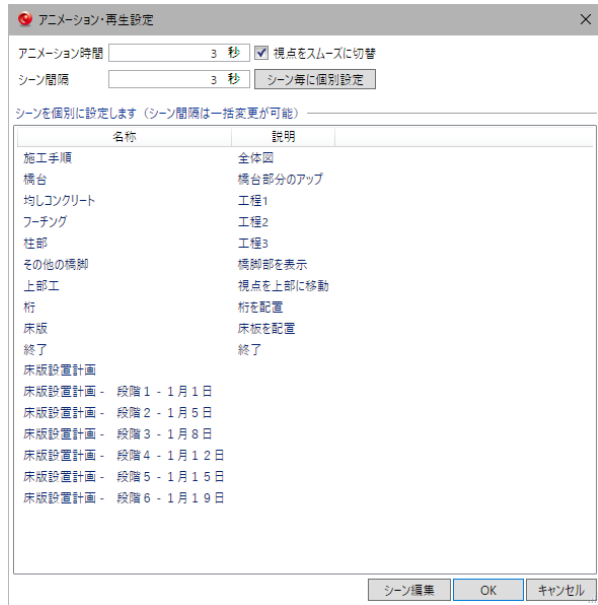 アニメーション・再生設定
アニメーション時間 3 秒 視点をスムーズに切替
シーン間隔 3 秒 シーン毎に個別設定
シーンを個別に設定します（シーン間隔は一括変更が可能）
名称 説明
施工手順 全体図
橋台 橋台部分のアップ
均しコンクリート 工程1
フーチング 工程2
柱部 工程3
その他の橋脚 橋脚部を表示
上部工 視点を上部に移動
桁 桁を配置
床版 床板を配置
終了 終了
床版設置計画
床版設置計画 - 段階１ - １月１日
床版設置計画 - 段階２ - １月５日
床版設置計画 - 段階３ - １月８日
床版設置計画 - 段階４ - １月１２日
床版設置計画 - 段階５ - １月１５日
床版設置計画 - 段階６ - １月１９日
シーン編集 OK キャンセル